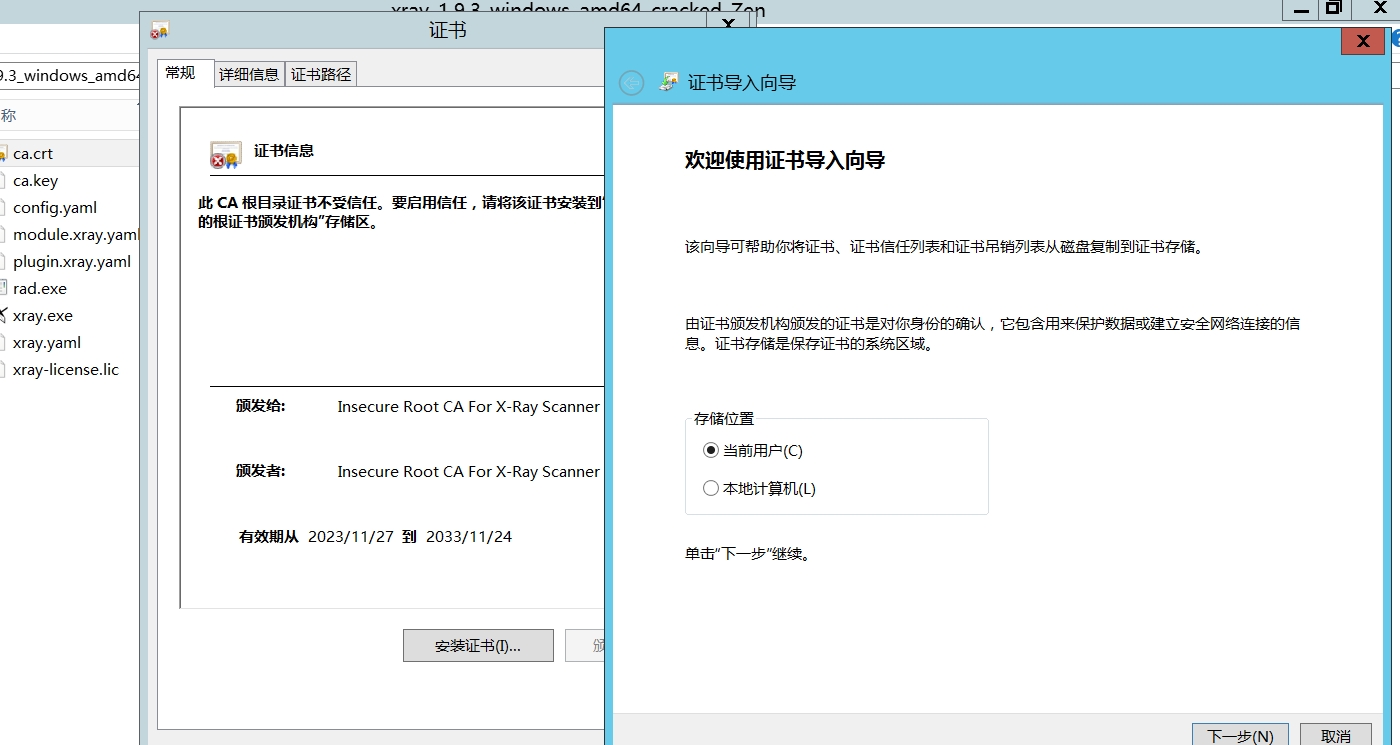 xray_1.9.3_windows_amd64_cracked_Zen
9.3_windows_amd64
称
ca.crt
ca.key
config.yaml
module.xray.yaml
plugin.xray.yaml
rad.exe
xray.exe
xray.yaml
xray-license.lic
证书
常规
详细信息
证书路径
证书信息
此 CA 根目录证书不受信任。要启用信任，请将该证书安装到“
的根证书颁发机构”存储区。
颁发给: Insecure Root CA For X-Ray Scanner
颁发者: Insecure Root CA For X-Ray Scanner
有效期从 2023/11/27 到 2033/11/24
安装证书(I)...
颁
证书导入向导
欢迎使用证书导入向导
该向导可帮助你将证书、证书信任列表和证书吊销列表从磁盘复制到证书存储。
由证书颁发机构颁发的证书是对你身份的确认，它包含用来保护数据或建立安全网络连接的信
息。证书存储是保存证书的系统区域。
存储位置
当前用户(C)
本地计算机(L)
单击“下一步”继续。
下一步(N)
取消